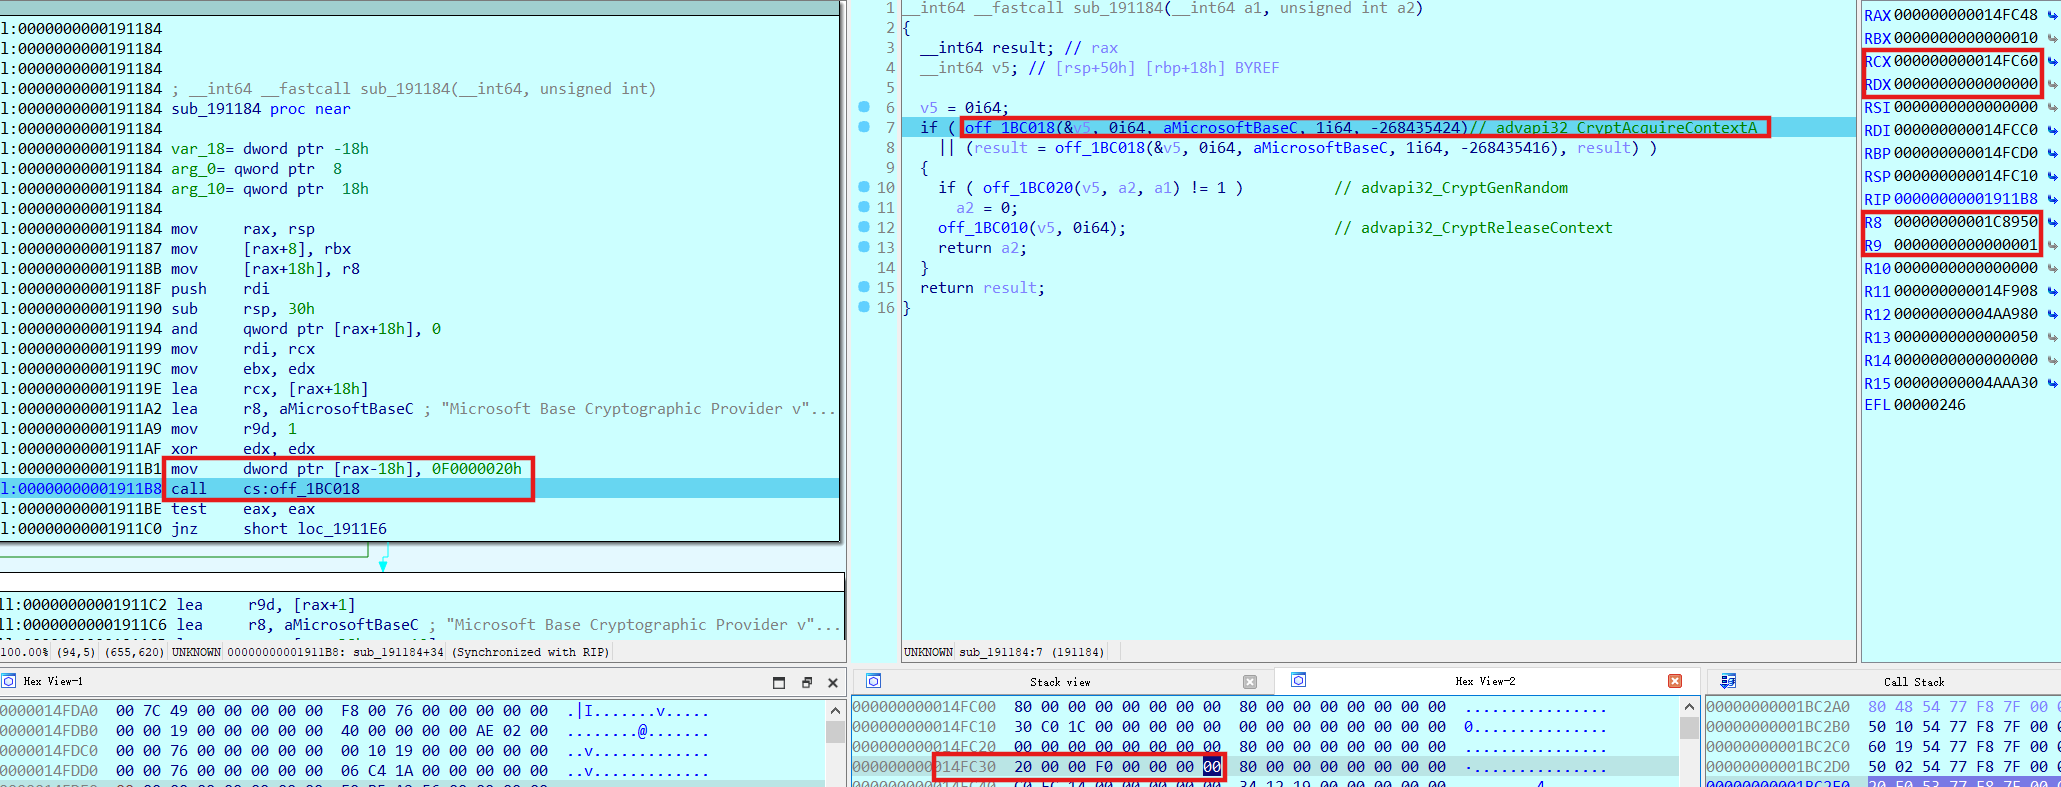 l:0000000000191184
l:0000000000191184
l:0000000000191184
l:0000000000191184 ; __int64 __fastcall sub_191184(__int64, unsigned int)
l:0000000000191184 sub_191184 proc near
l:0000000000191184
l:0000000000191184 var_18= dword ptr -18h
l:0000000000191184 arg_0= qword ptr  8
l:0000000000191184 arg_10= qword ptr  18h
l:0000000000191184
l:0000000000191184 mov     rax, rsp
l:0000000000191187 mov     [rax+8], rbx
l:000000000019118B mov     [rax+18h], r8
l:000000000019118F push    rdi
l:0000000000191190 sub     rsp, 30h
l:0000000000191194 and     qword ptr [rax+18h], 0
l:0000000000191199 mov     rdi, rcx
l:000000000019119C mov     ebx, edx
l:000000000019119E lea     rcx, [rax+18h]
l:00000000001911A2 lea     r8, aMicrosoftBaseC ; "Microsoft Base Cryptographic Provider v"...
l:00000000001911A9 mov     r9d, 1
l:00000000001911AF xor     edx, edx
l:00000000001911B1 mov     dword ptr [rax-18h], 0F0000020h
l:00000000001911B8 call    cs:off_1BC018
l:00000000001911BE test    eax, eax
l:00000000001911C0 jnz     short loc_1911E6
ll:00000000001911C2 lea     r9d, [rax+1]
ll:00000000001911C6 lea     r8, aMicrosoftBaseC ; "Microsoft Base Cryptographic Provider v"...
100.00% (94,5) (655,620) UNKNOWN 00000000001911B8: sub_191184+34 (Synchronized with RIP)
1 __int64 __fastcall sub_191184(__int64 a1, unsigned int a2)
2 {
3   __int64 result; // rax
4   __int64 v5; // [rsp+50h] [rbp+18h] BYREF
5
6   v5 = 0i64;
7   if ( off_1BC018(&v5, 0i64, aMicrosoftBaseC, 1i64, -268435424)// advapi32_CryptAcquireContextA
8     || (result = off_1BC018(&v5, 0i64, aMicrosoftBaseC, 1i64, -268435416), result) )
9   {
10     if ( off_1BC020(v5, a2, a1) != 1 )          // advapi32_CryptGenRandom
11       a2 = 0;
12     off_1BC010(v5, 0i64);                       // advapi32_CryptReleaseContext
13     return a2;
14   }
15   return result;
16 }
UNKNOWN sub_191184:7 (191184)
RAX 000000000014FC48
RBX 0000000000000010
RCX 000000000014FC60
RDX 0000000000000000
RSI 0000000000000000
RDI 000000000014FCC0
RBP 000000000014FCD0
RSP 000000000014FC10
RIP 00000000001911B8
R8 00000000001C8950
R9 0000000000000001
R10 0000000000000000
R11 000000000014F908
R12 00000000004AA980
R13 0000000000000050
R14 0000000000000000
R15 00000000004AAA30
EFL 00000246
Hex View-1
0000014FDA0 00 7C 49 00 00 00 00 00  F8 00 76 00 00 00 00 00 .|I.......v.....
0000014FDB0 00 00 19 00 00 00 00 00  40 00 00 00 00 AE 02 00 ........@.......
0000014FDC0 00 00 76 00 00 00 00 00  00 10 19 00 00 00 00 00 ..v.............
0000014FDD0 00 00 76 00 00 00 00 00  06 C4 1A 00 00 00 00 00 ..v.............
Stack view
Hex View-2
000000000014FC00 80 00 00 00 00 00 00 00  80 00 00 00 00 00 00 00 ................
000000000014FC10 30 C0 1C 00 00 00 00 00  00 00 00 00 00 00 00 00 0...............
000000000014FC20 00 00 00 00 00 00 00 00  80 00 00 00 00 00 00 00 ................
000000000014FC30 20 00 00 F0 00 00 00 00  80 00 00 00 00 00 00 00 ................
Call Stack
00000000001BC2A0 80 48 54 77 F8 7F 00
00000000001BC2B0 50 10 54 77 F8 7F 00
00000000001BC2C0 60 19 54 77 F8 7F 00
00000000001BC2D0 50 02 54 77 F8 7F 00